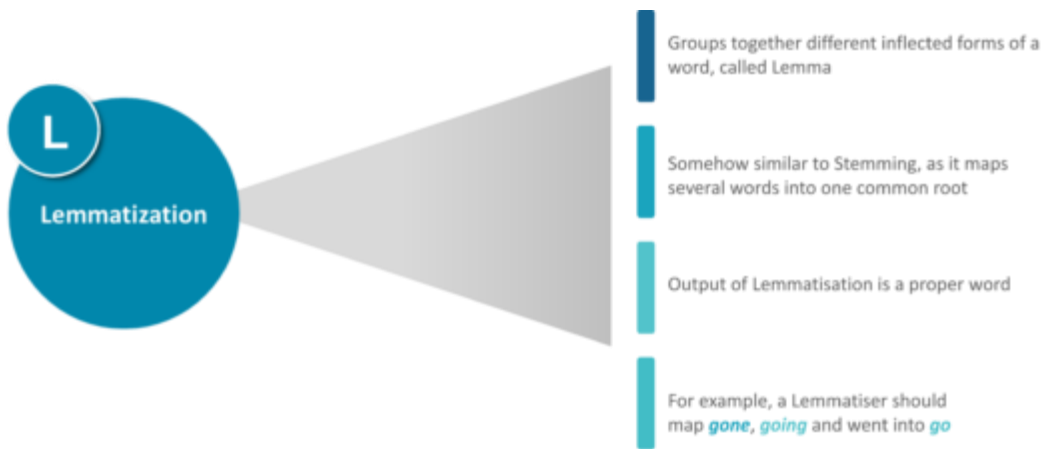 L
Lemmatization
Groups together different inflected forms of a
word, called Lemma
Somehow similar to Stemming, as it maps
several words into one common root
Output of Lemmatisation is a proper word
For example, a Lemmatiser should
map gone, going and went into go